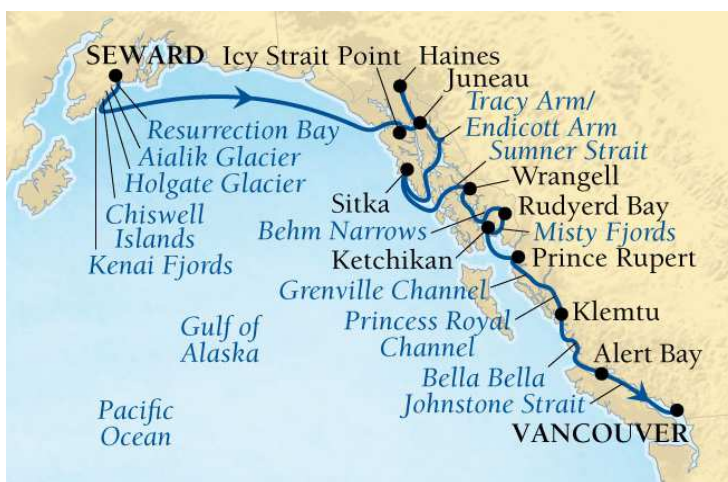 SEWARD
Icy Strait Point
Haines
Juneau
Tracy Arm/
Endicott Arm
Resurrection Bay
Aialik Glacier
Holgate Glacier
Chiswell
Islands
Kenai Fjords
Sumner Strait
Wrangell
Sitka
Rudyerd Bay
Behm Narrows
Misty Fjords
Ketchikan
Prince Rupert
Grenville Channel
Princess Royal
Channel
Klemtu
Gulf of
Alaska
Alert Bay
Bella Bella
Johnstone Strait
Pacific
Ocean
VANCOUVER